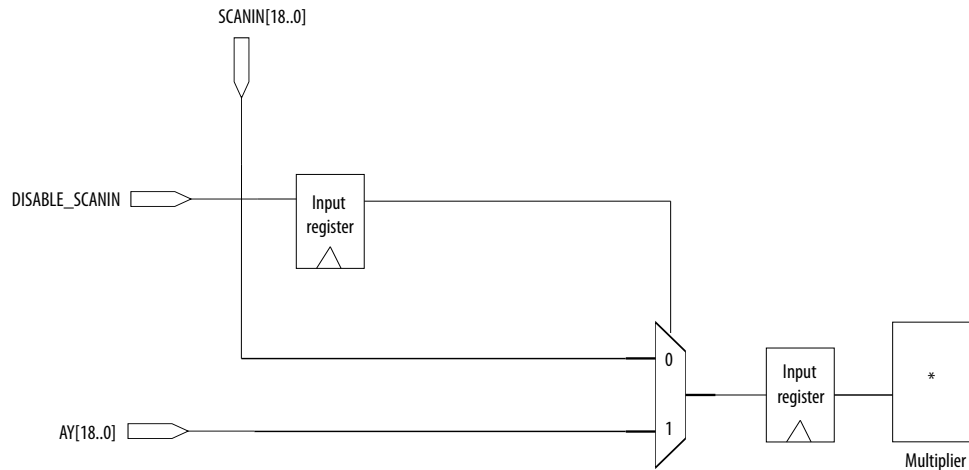 SCANIN[18..0]
DISABLE_SCANIN
Input
register
0
1
AY[18..0]
Input
register
*
Multiplier